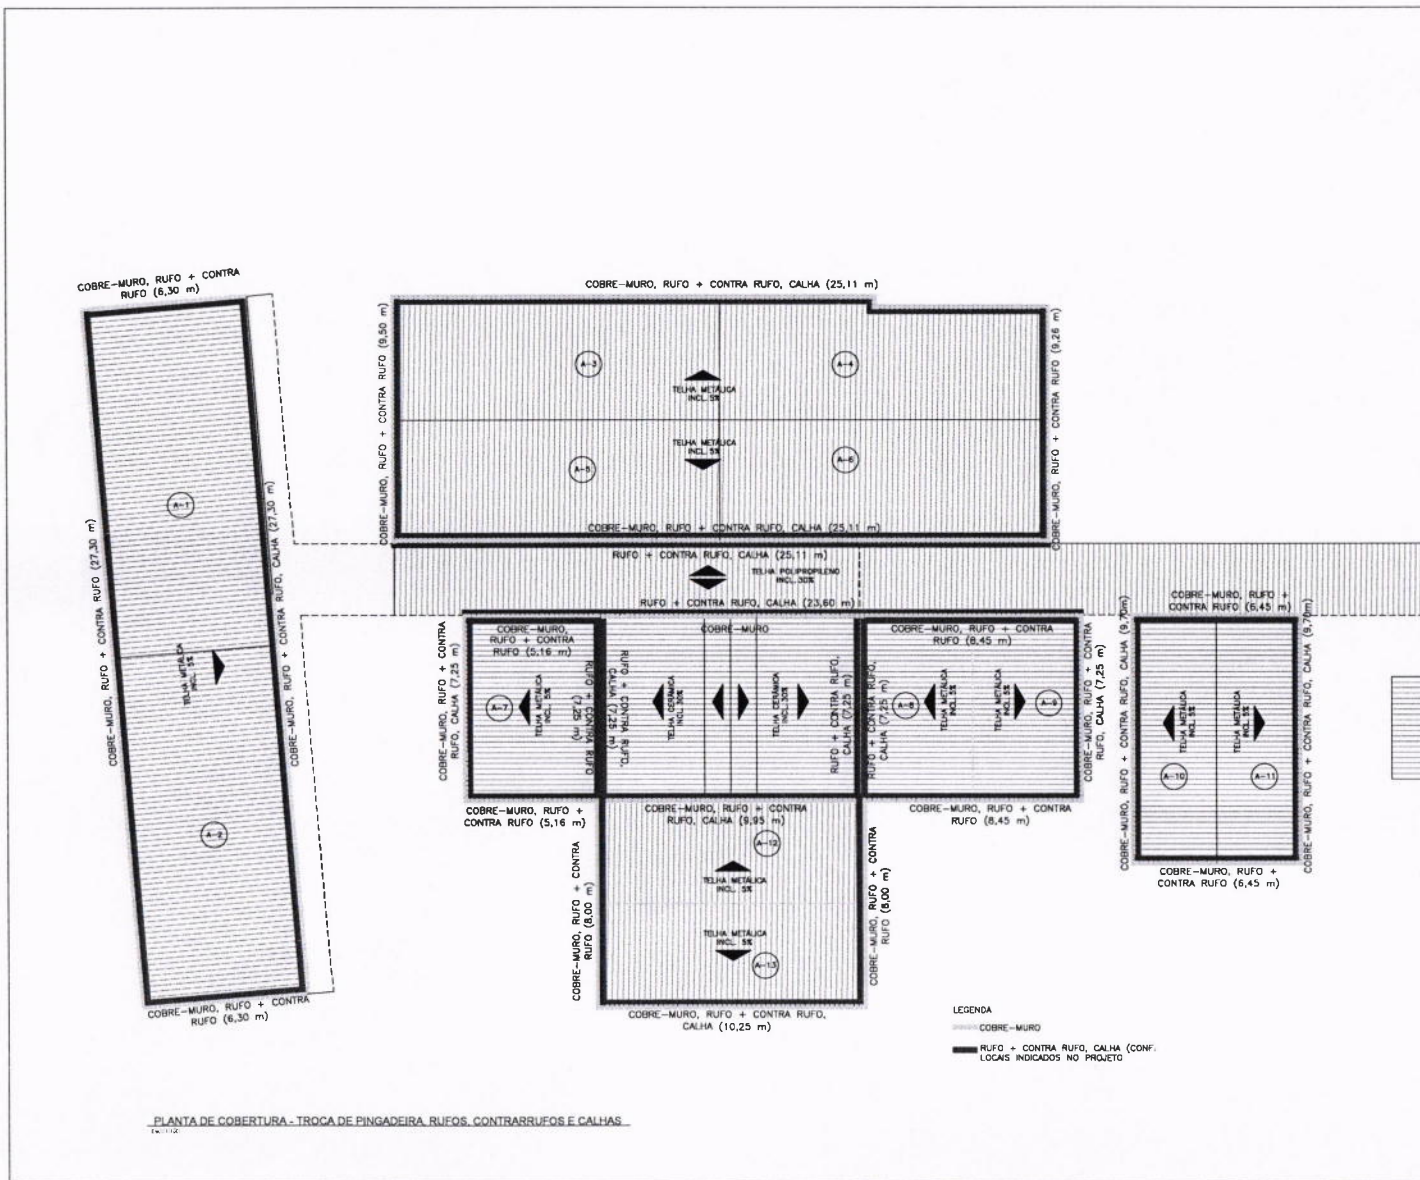 COBRE-MURO, RUFO + CONTRA
RUFO (6,30 m)
COBRE-MURO, RUFO + CONTRA RUFO (27,30 m)
A-1
COBRE-MURO, RUFO + CONTRA RUFO, CALHA (27,30 m)
TELHA METÁLICA
INCL. 5%
A-2
COBRE-MURO, RUFO + CONTRA
RUFO (6,30 m)
COBRE-MURO, RUFO + CONTRA RUFO, CALHA (25,11 m)
COBRE-MURO, RUFO + CONTRA RUFO (9,50 m)
A-3
A-4
TELHA METÁLICA
INCL. 5%
TELHA METÁLICA
INCL. 5%
A-5
A-6
COBRE-MURO, RUFO + CONTRA RUFO (9,26 m)
COBRE-MURO, RUFO + CONTRA RUFO, CALHA (25,11 m)
RUFO + CONTRA RUFO, CALHA (25,11 m)
TELHA POLIPROPILENO
INCL. 30%
RUFO + CONTRA RUFO, CALHA (23,60 m)
COBRE-MURO, RUFO + CONTRA
RUFO, CALHA (7,25 m)
COBRE-MURO,
RUFO + CONTRA
RUFO (5,16 m)
A-7
TELHA METÁLICA
INCL.5%
RUFO + CONTRA RUFO
(7,25 m)
COBRE-MURO, RUFO +
CONTRA RUFO (5,16 m)
COBRE-MURO
RUFO + CONTRA RUFO,
CALHA (7,25 m)
TELHA CERÂMICA
INCL. 30%
TELHA CERÂMICA
INCL. 30%
RUFO + CONTRA RUFO,
CALHA (7,25 m)
RUFO + CONTRA RUFO,
CALHA (7,25 m)
COBRE-MURO, RUFO + CONTRA
RUFO (8,45 m)
A-8
TELHA METÁLICA
INCL.5%
TELHA METÁLICA
INCL.5%
A-9
COBRE-MURO, RUFO + CONTRA
RUFO, CALHA (7,25 m)
COBRE-MURO, RUFO + CONTRA
RUFO (8,45 m)
COBRE-MURO, RUFO + CONTRA
RUFO, CALHA (9,95 m)
A-12
TELHA METÁLICA
INCL. 5%
TELHA METÁLICA
INCL. 5%
A-13
COBRE-MURO, RUFO + CONTRA
RUFO (8,00 m)
COBRE-MURO, RUFO + CONTRA
RUFO (8,00 m)
COBRE-MURO, RUFO + CONTRA RUFO,
CALHA (10,25 m)
COBRE-MURO, RUFO +
CONTRA RUFO (6,45 m)
COBRE-MURO, RUFO + CONTRA RUFO, CALHA (9,70m)
TELHA METÁLICA
INCL. 5%
TELHA METÁLICA
INCL. 5%
A-10
A-11
COBRE-MURO, RUFO + CONTRA RUFO, CALHA (9,70m)
COBRE-MURO, RUFO +
CONTRA RUFO (6,45 m)
LEGENDA
COBRE-MURO
RUFO + CONTRA RUFO, CALHA (CONF.
LOCAIS INDICADOS NO PROJETO
PLANTA DE COBERTURA - TROCA DE PINGADEIRA, RUFOS, CONTRARRUFOS E CALHAS